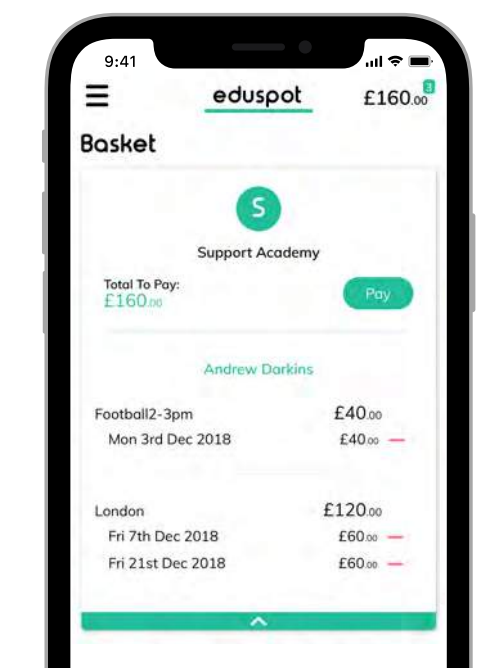 9:41
eduspot
£160.00
3
Basket
S
Support Academy
Total To Pay:
£160.00
Pay
Andrew Darkins
Football2-3pm £40.00
Mon 3rd Dec 2018 £40.00
London £120.00
Fri 7th Dec 2018 £60.00
Fri 21st Dec 2018 £60.00